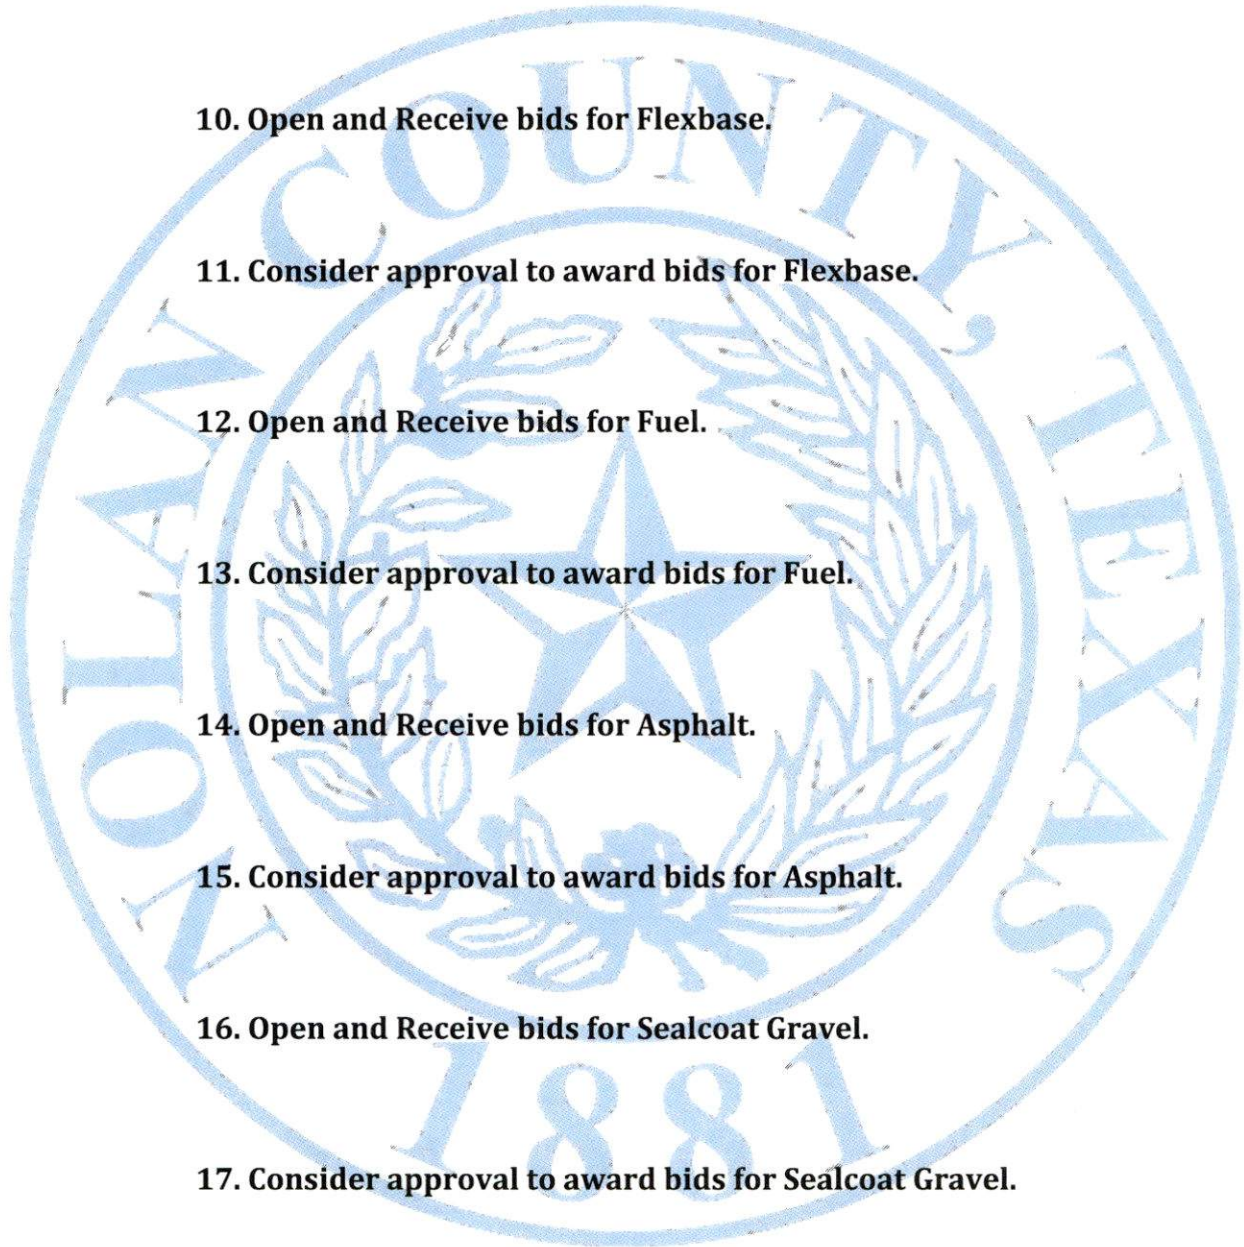 NOLAN COUNTY, TEXAS
10. Open and Receive bids for Flexbase.
11. Consider approval to award bids for Flexbase.
12. Open and Receive bids for Fuel.
13. Consider approval to award bids for Fuel.
14. Open and Receive bids for Asphalt.
15. Consider approval to award bids for Asphalt.
16. Open and Receive bids for Sealcoat Gravel.
1881
17. Consider approval to award bids for Sealcoat Gravel.